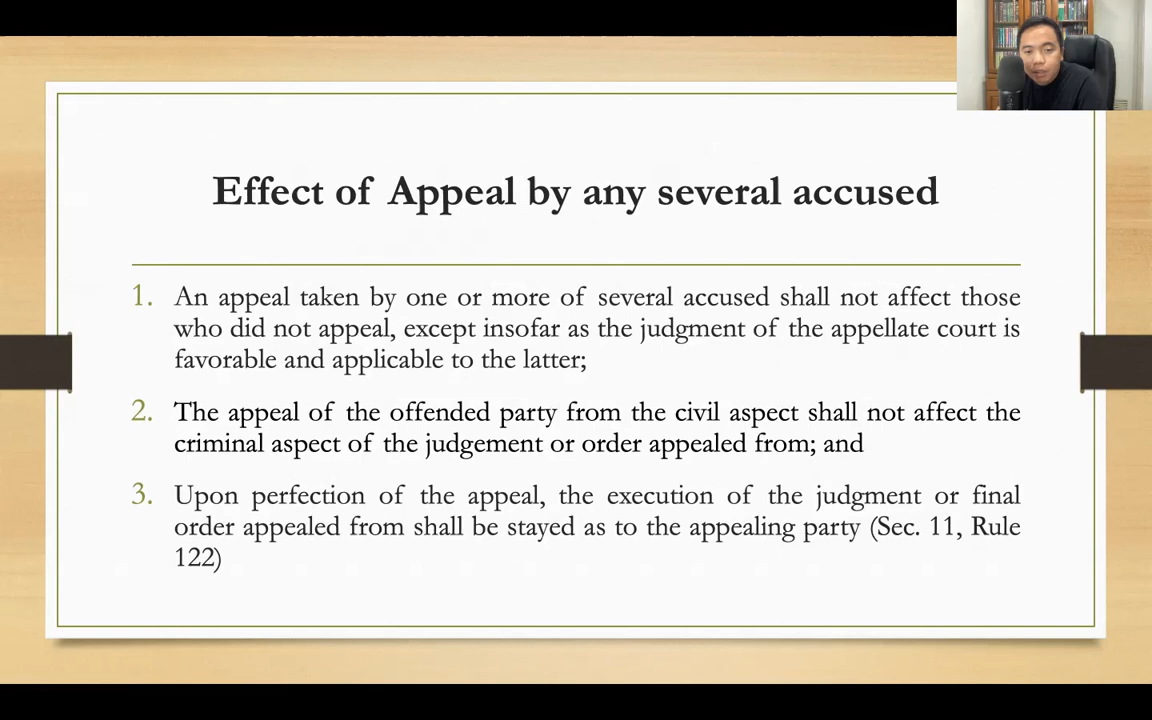 Effect of Appeal by any several accused
1. An appeal taken by one or more of several accused shall not affect those
who did not appeal, except insofar as the judgment of the appellate court is
favorable and applicable to the latter;
2. The appeal of the offended party from the civil aspect shall not affect the
criminal aspect of the judgement or order appealed from; and
3. Upon perfection of the appeal, the execution of the judgment or final
order appealed from shall be stayed as to the appealing party (Sec. 11, Rule
122)